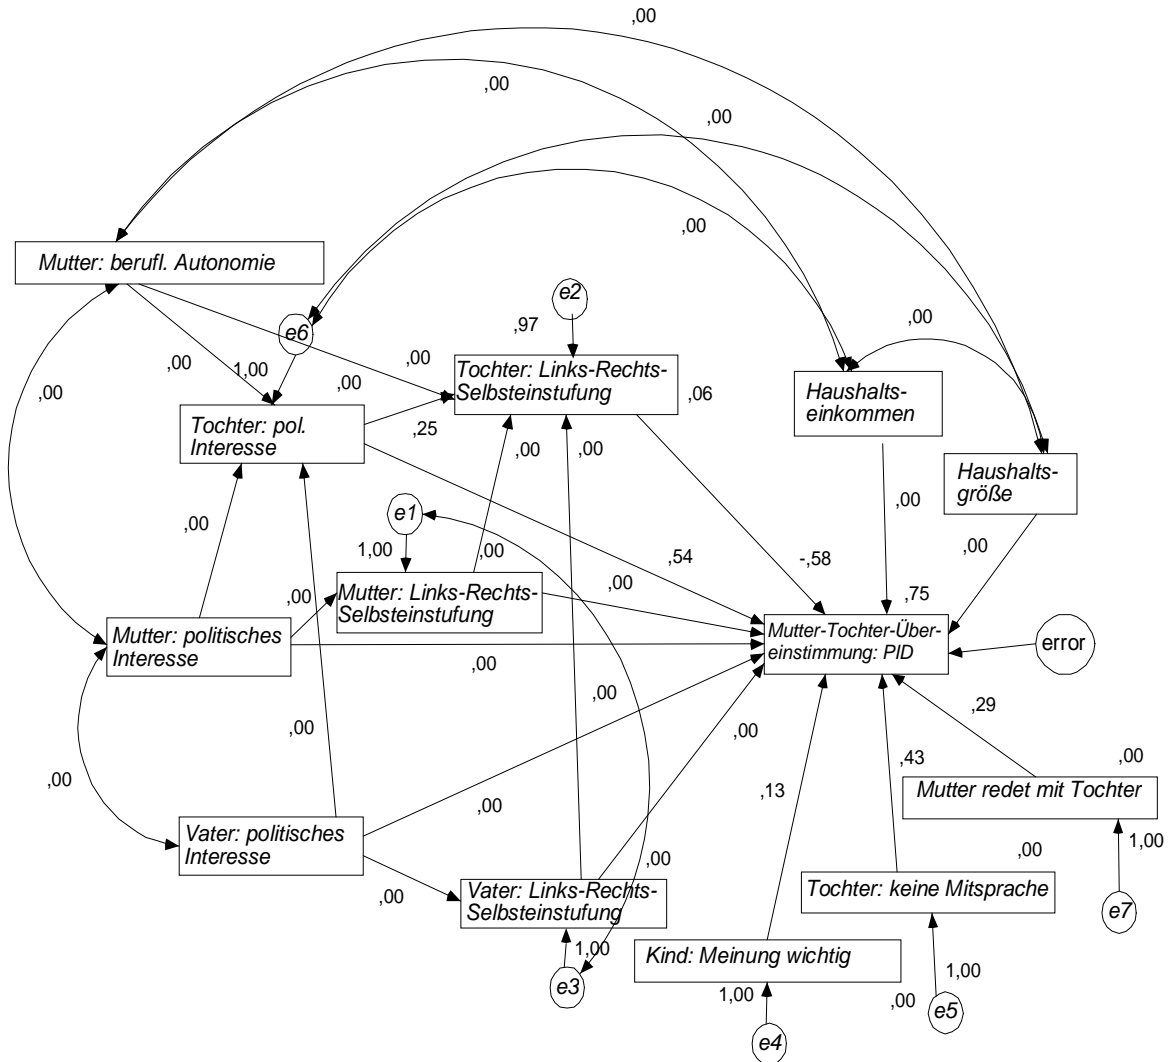 ,00
,00
,00
,00
Mutter: berufl. Autonomie
e2
,00
e6
,97
,00
,00
1,00
,00
,00
Tochter: Links-Rechts-
Selbsteinstufung
,06
Haushalts-
einkommen
,00
Tochter: pol.
Interesse
,25
,00
,00
Haushalts-
größe
,00
e1
,00
,00
1,00
,00
,54
,00
-,58
,00
,75
Mutter: Links-Rechts-
Selbsteinstufung
Mutter: politisches
Interesse
Mutter-Tochter-Über-
einstimmung: PID
error
,00
,00
,29
,00
,00
,00
,43
,00
,13
Mutter redet mit Tochter
,00
Vater: politisches
Interesse
1,00
,00
,00
,00
Tochter: keine Mitsprache
Vater: Links-Rechts-
Selbsteinstufung
e7
1,00
Kind: Meinung wichtig
1,00
e3
1,00
,00
e5
e4